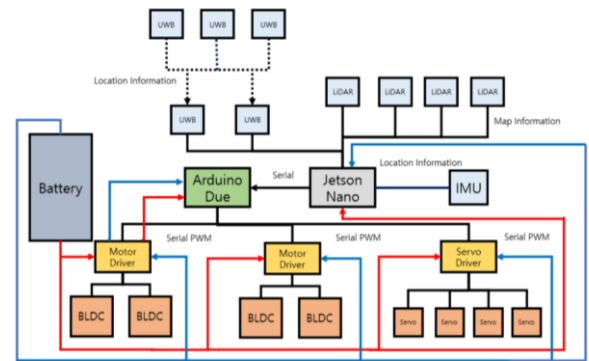 UWB
UWB
UWB
Location Information
UWB
UWB
LiDAR
LiDAR
LiDAR
LiDAR
Map Information
Battery
Arduino
Due
Serial
Jetson
Nano
Location Information
IMU
Motor
Driver
Serial PWM
Motor
Driver
Serial PWM
Servo
Driver
Serial PWM
BLDC
BLDC
BLDC
BLDC
Servo
Servo
Servo
Servo